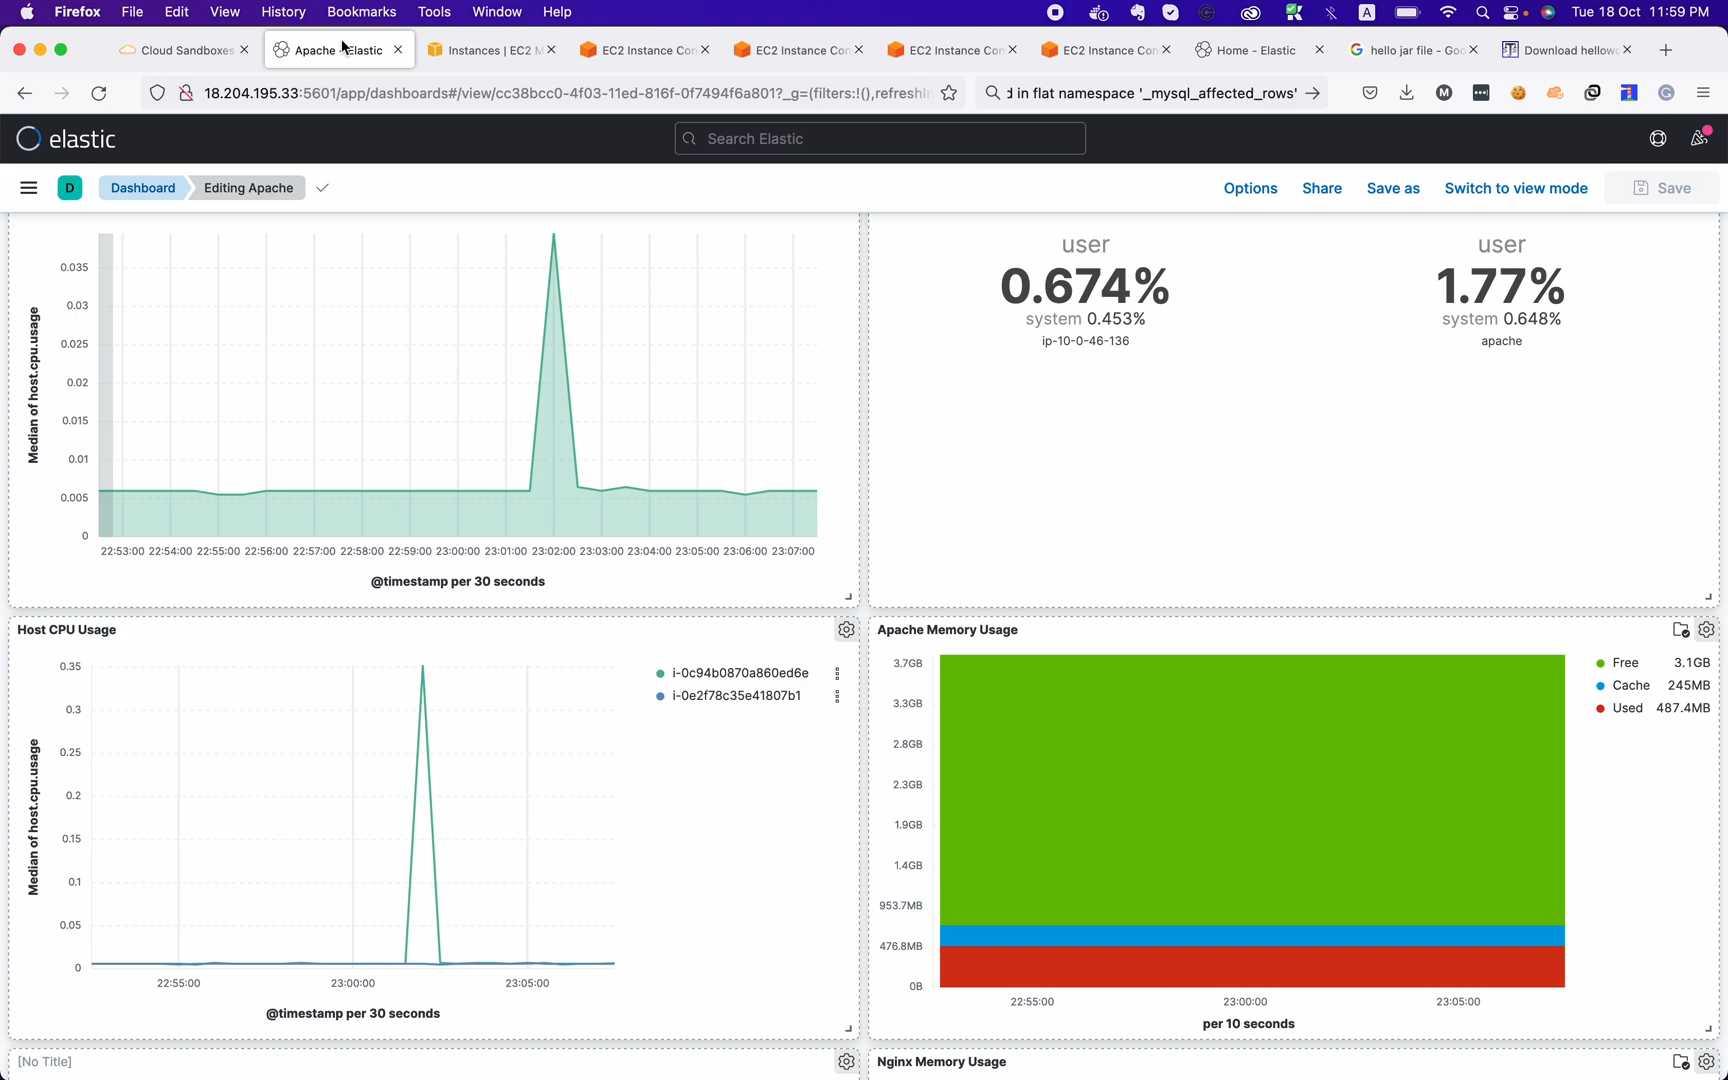 Firefox File Edit View History Bookmarks Tools Window Help A Tue 18 Oct 11:59 PM
Cloud Sandboxes Apache - Elastic Instances | EC2 M EC2 Instance Con EC2 Instance Con EC2 Instance Con EC2 Instance Con Home - Elastic hello jar file - Goo Download hellowo
18.204.195.33:5601/app/dashboards#/view/cc38bcc0-4f03-11ed-816f-0f7494f6a801?_g=(filters:!(),refreshIn d in flat namespace '_mysql_affected_rows'
elastic Search Elastic
D Dashboard Editing Apache Options Share Save as Switch to view mode Save
Median of host.cpu.usage
0.035
0.03
0.025
0.02
0.015
0.01
0.005
0
22:53:00 22:54:00 22:55:00 22:56:00 22:57:00 22:58:00 22:59:00 23:00:00 23:01:00 23:02:00 23:03:00 23:04:00 23:05:00 23:06:00 23:07:00
@timestamp per 30 seconds
user
0.674%
system 0.453%
ip-10-0-46-136
user
1.77%
system 0.648%
apache
Host CPU Usage
Median of host.cpu.usage
0.35
0.3
0.25
0.2
0.15
0.1
0.05
0
22:55:00 23:00:00 23:05:00
@timestamp per 30 seconds
i-0c94b0870a860ed6e
i-0e2f78c35e41807b1
Apache Memory Usage
3.7GB
3.3GB
2.8GB
2.3GB
1.9GB
1.4GB
953.7MB
476.8MB
0B
22:55:00 23:00:00 23:05:00
per 10 seconds
Free 3.1GB
Cache 245MB
Used 487.4MB
[No Title]
Nginx Memory Usage